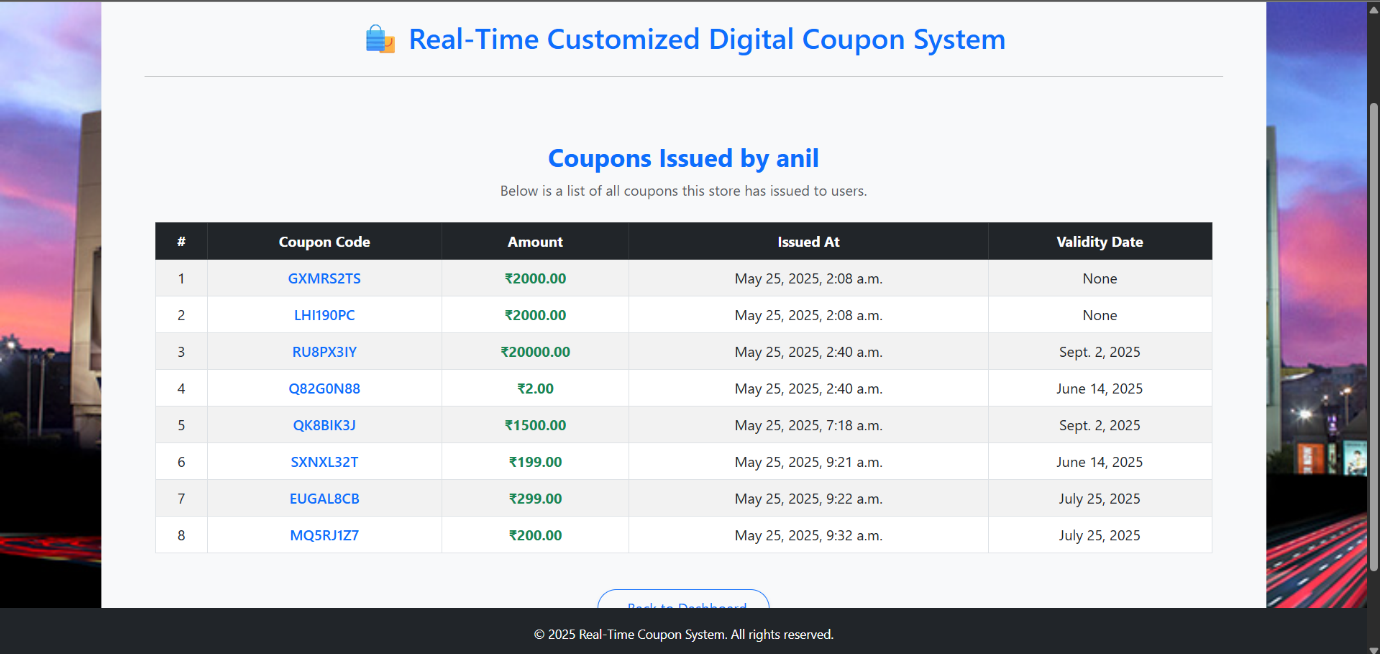 Real-Time Customized Digital Coupon System
Coupons Issued by anil
Below is a list of all coupons this store has issued to users.
# Coupon Code Amount Issued At Validity Date
1 GXMRS2TS ₹2000.00 May 25, 2025, 2:08 a.m. None
2 LHI190PC ₹2000.00 May 25, 2025, 2:08 a.m. None
3 RU8PX3IY ₹20000.00 May 25, 2025, 2:40 a.m. Sept. 2, 2025
4 Q82G0N88 ₹2.00 May 25, 2025, 2:40 a.m. June 14, 2025
5 QK8BIK3J ₹1500.00 May 25, 2025, 7:18 a.m. Sept. 2, 2025
6 SXNXL32T ₹199.00 May 25, 2025, 9:21 a.m. June 14, 2025
7 EUGAL8CB ₹299.00 May 25, 2025, 9:22 a.m. July 25, 2025
8 MQ5RJ1Z7 ₹200.00 May 25, 2025, 9:32 a.m. July 25, 2025
Back to Dashboard
© 2025 Real-Time Coupon System. All rights reserved.